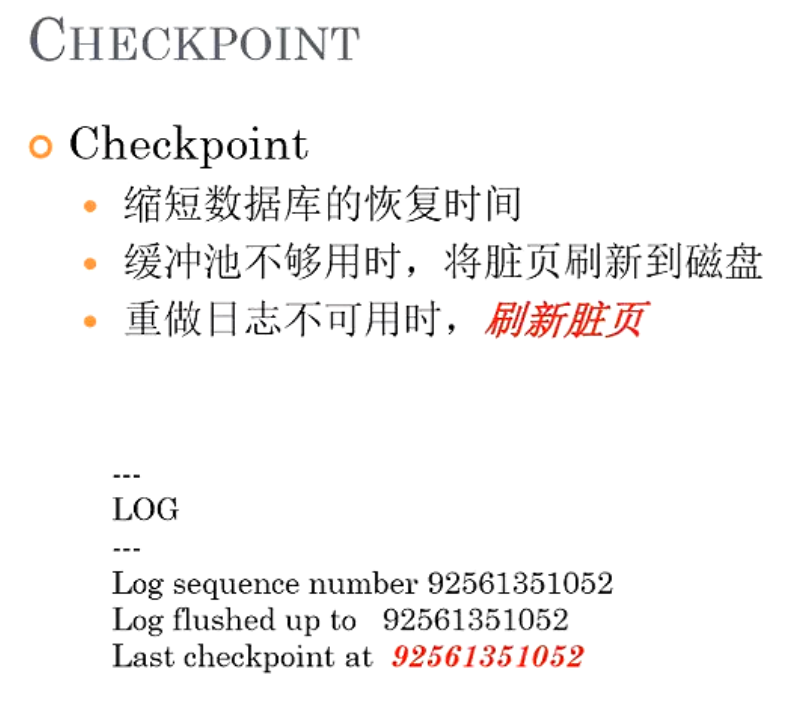 CHECKPOINT
Checkpoint
缩短数据库的恢复时间
缓冲池不够用时，将脏页刷新到磁盘
重做日志不可用时，刷新脏页
---
LOG
---
Log sequence number 92561351052
Log flushed up to 92561351052
Last checkpoint at 92561351052